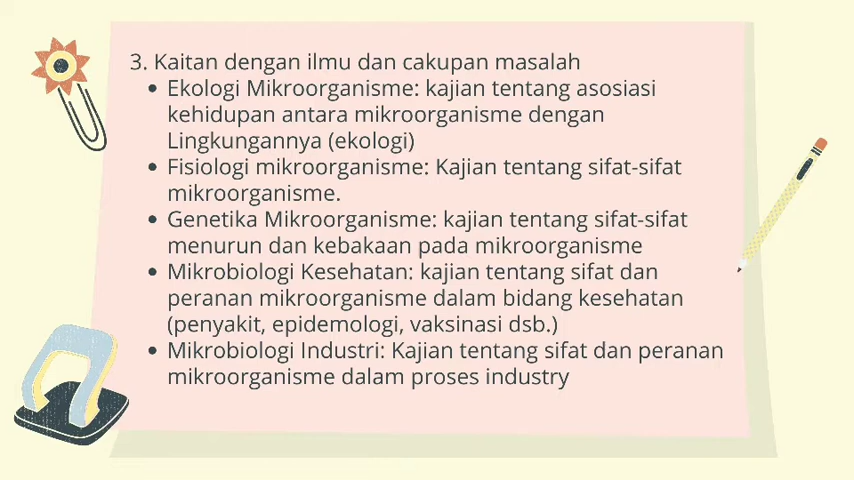 3. Kaitan dengan ilmu dan cakupan masalah
• Ekologi Mikroorganisme: kajian tentang asosiasi
kehidupan antara mikroorganisme dengan
Lingkungannya (ekologi)
• Fisiologi mikroorganisme: Kajian tentang sifat-sifat
mikroorganisme.
• Genetika Mikroorganisme: kajian tentang sifat-sifat
menurun dan kebakaan pada mikroorganisme
• Mikrobiologi Kesehatan: kajian tentang sifat dan
peranan mikroorganisme dalam bidang kesehatan
(penyakit, epidemologi, vaksinasi dsb.)
• Mikrobiologi Industri: Kajian tentang sifat dan peranan
mikroorganisme dalam proses industry